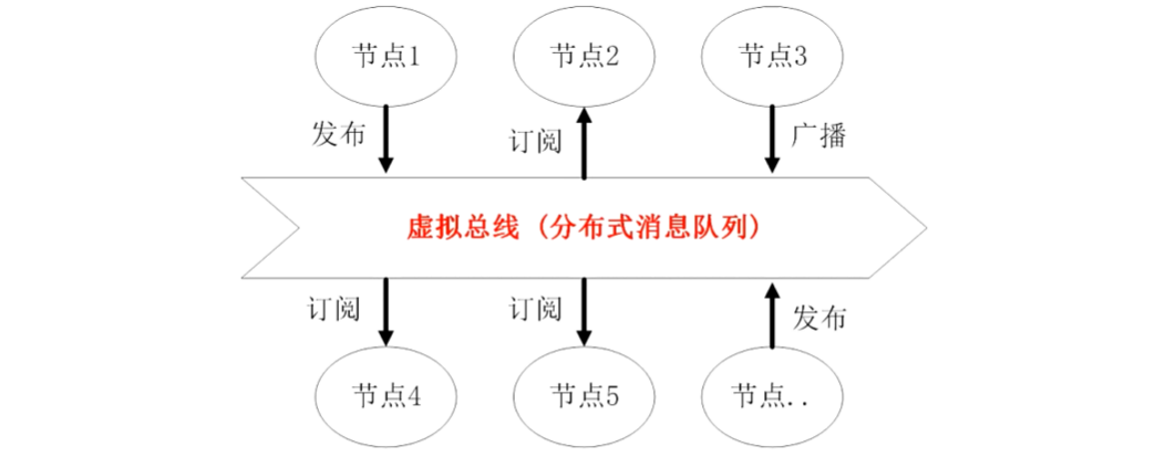 节点1
节点2
节点3
发布
订阅
广播
虚拟总线（分布式消息队列）
订阅
订阅
发布
节点4
节点5
节点..